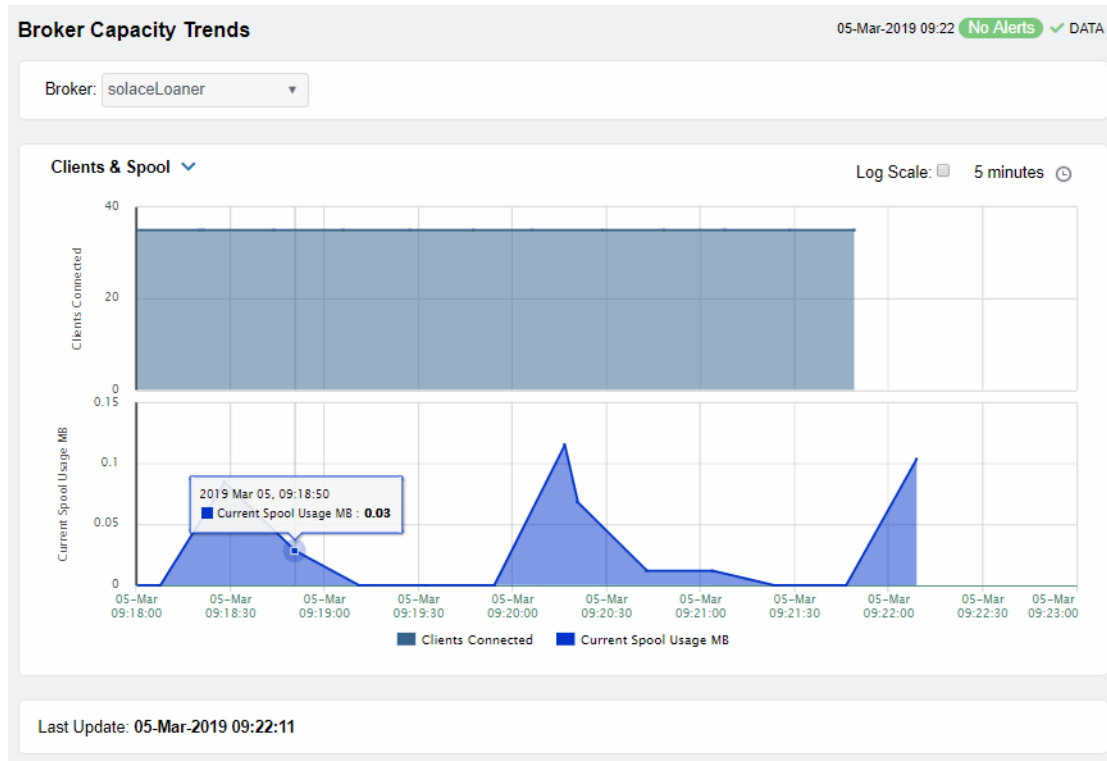 Broker Capacity Trends
05-Mar-2019 09:22 No Alerts DATA
Broker: solaceLoaner
Clients & Spool
Log Scale: 5 minutes
40
20
0
Clients Connected
0.15
0.1
0.05
0
Current Spool Usage MB
2019 Mar 05, 09:18:50
Current Spool Usage MB : 0.03
05-Mar 05-Mar 05-Mar 05-Mar 05-Mar 05-Mar 05-Mar 05-Mar 05-Mar 05-Mar 05-Mar
09:18:00 09:18:30 09:19:00 09:19:30 09:20:00 09:20:30 09:21:00 09:21:30 09:22:00 09:22:30 09:23:00
Clients Connected Current Spool Usage MB
Last Update: 05-Mar-2019 09:22:11